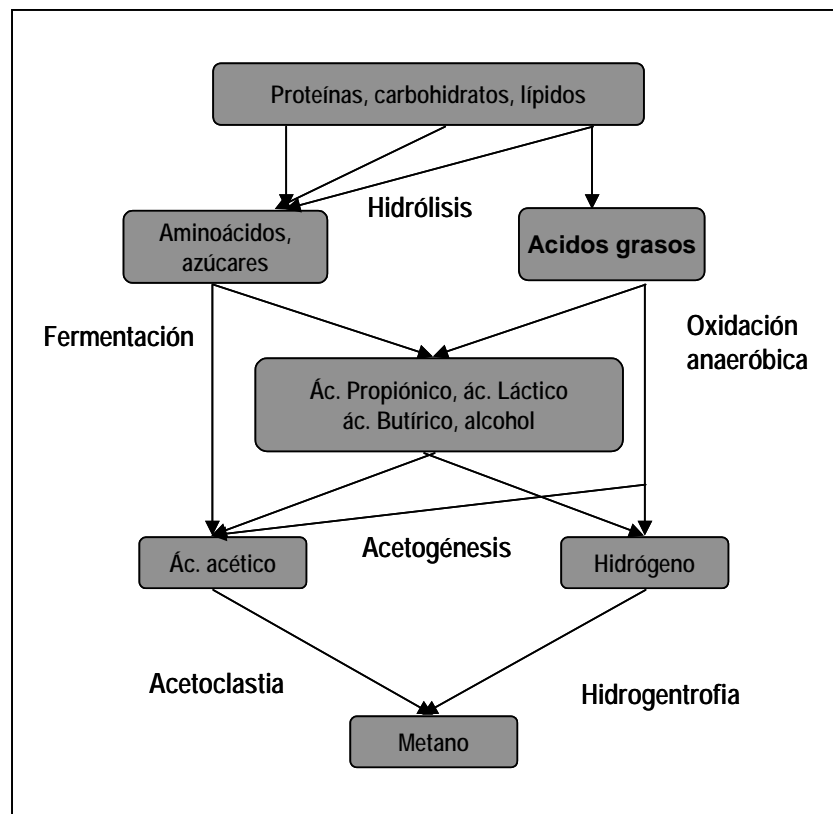 Proteínas, carbohidratos, lípidos
Hidrólisis
Aminoácidos,
azúcares
Acidos grasos
Fermentación
Oxidación
anaeróbica
Ác. Propiónico, ác. Láctico
ác. Butírico, alcohol
Acetogénesis
Ác. acético
Hidrógeno
Acetoclastia
Hidrogentrofia
Metano